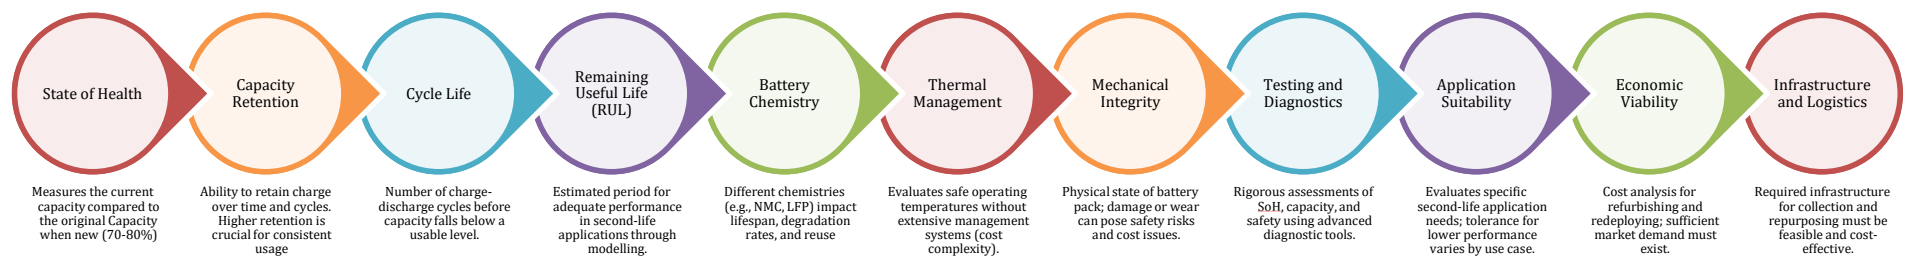 State of Health
Measures the current
capacity compared to
the original Capacity
when new (70-80%)
Capacity
Retention
Ability to retain charge
over time and cycles.
Higher retention is
crucial for consistent
usage
Cycle Life
Number of charge-
discharge cycles before
capacity falls below a
usable level.
Remaining
Useful Life
(RUL)
Estimated period for
adequate performance
in second-life
applications through
modelling.
Battery
Chemistry
Different chemistries
(e.g., NMC, LFP) impact
lifespan, degradation
rates, and reuse
Thermal
Management
Evaluates safe operating
temperatures without
extensive management
systems (cost
complexity).
Mechanical
Integrity
Physical state of battery
pack; damage or wear
can pose safety risks
and cost issues.
Testing and
Diagnostics
Rigorous assessments of
SoH, capacity, and
safety using advanced
diagnostic tools.
Application
Suitability
Evaluates specific
second-life application
needs; tolerance for
lower performance
varies by use case.
Economic
Viability
Cost analysis for
refurbishing and
redeploying; sufficient
market demand must
exist.
Infrastructure
and Logistics
Required infrastructure
for collection and
repurposing must be
feasible and cost-
effective.